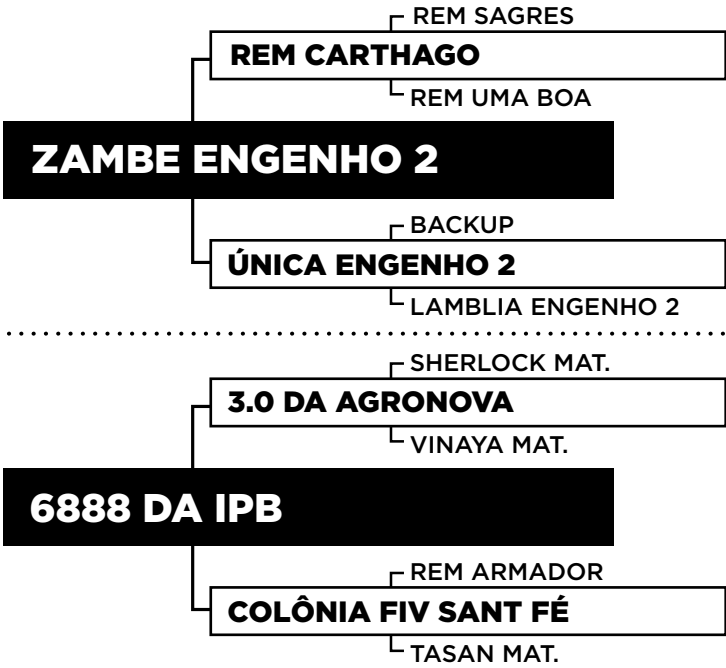 REM SAGRES
REM CARTHAGO
REM UMA BOA
ZAMBE ENGENHO 2
BACKUP
ÚNICA ENGENHO 2
LAMBLIA ENGENHO 2
SHERLOCK MAT.
3.0 DA AGRONOVA
VINAYA MAT.
6888 DA IPB
REM ARMADOR
COLÔNIA FIV SANT FÉ
TASAN MAT.